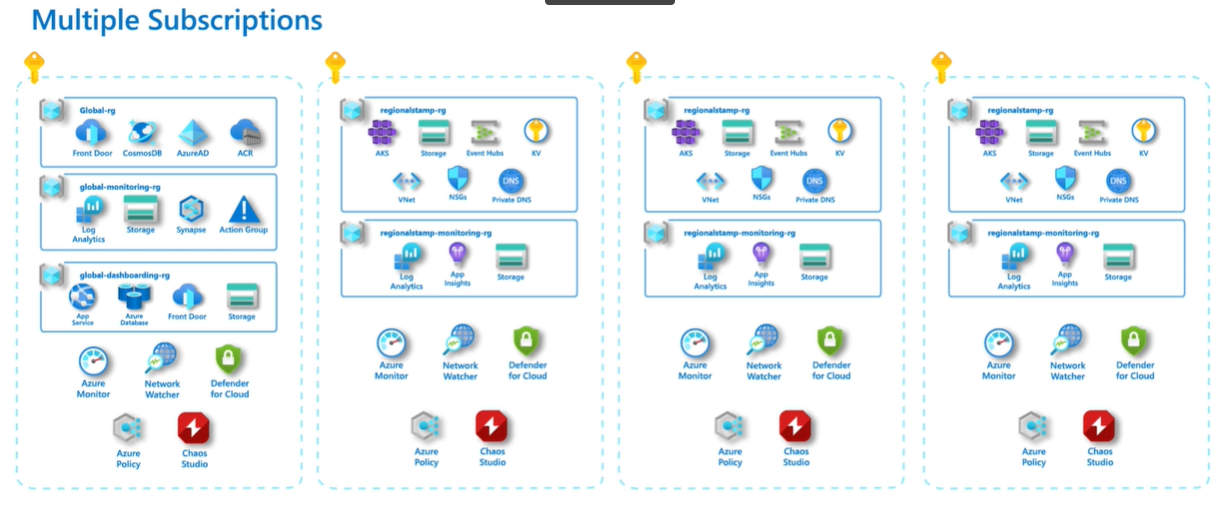 Multiple Subscriptions
Global-rg
Front Door CosmosDB AzureAD ACR
global-monitoring-rg
Log Analytics
Storage Synapse Action Group
global-dashboarding-rg
App Service
Azure Database
Front Door Storage
Azure Monitor
Network Watcher
Defender for Cloud
Azure Policy
Chaos Studio
regionalstamp-rg
AKS Storage Event Hubs KV
VNet NSGs DNS Private DNS
regionalstamp-monitoring-rg
Log Analytics
App Insights
Storage
Azure Monitor
Network Watcher
Defender for Cloud
Azure Policy
Chaos Studio
regionalstamp-rg
AKS Storage Event Hubs KV
VNet NSGs DNS Private DNS
regionalstamp-monitoring-rg
Log Analytics
App Insights
Storage
Azure Monitor
Network Watcher
Defender for Cloud
Azure Policy
Chaos Studio
regionalstamp-rg
AKS Storage Event Hubs KV
VNet NSGs DNS Private DNS
regionalstamp-monitoring-rg
Log Analytics
App Insights
Storage
Azure Monitor
Network Watcher
Defender for Cloud
Azure Policy
Chaos Studio